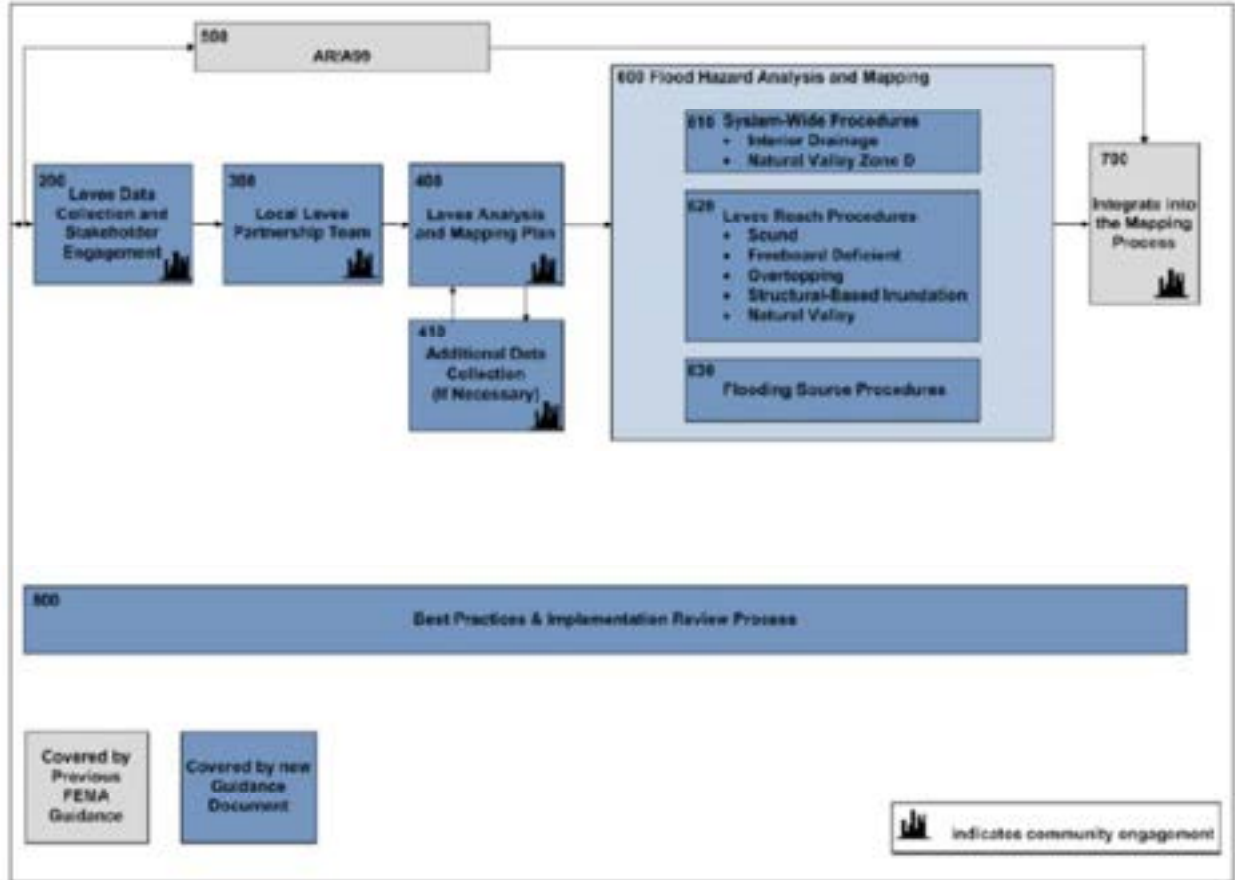 500
AR/A99
600 Flood Hazard Analysis and Mapping
610 System-Wide Procedures
• Interior Drainage
• Natural Valley Zone D
200
Levee Data
Collection and
Stakeholder
Engagement
300
Local Levee
Partnership Team
400
Levee Analysis
and Mapping Plan
620
Levee Reach Procedures
• Sound
• Freeboard Deficient
• Overtopping
• Structural-Based Inundation
• Natural Valley
700
Integrate into
the Mapping
Process
410
Additional Data
Collection
(If Necessary)
630
Flooding Source Procedures
800
Best Practices & Implementation Review Process
Covered by
Previous
FEMA
Guidance
Covered by new
Guidance
Document
indicates community engagement